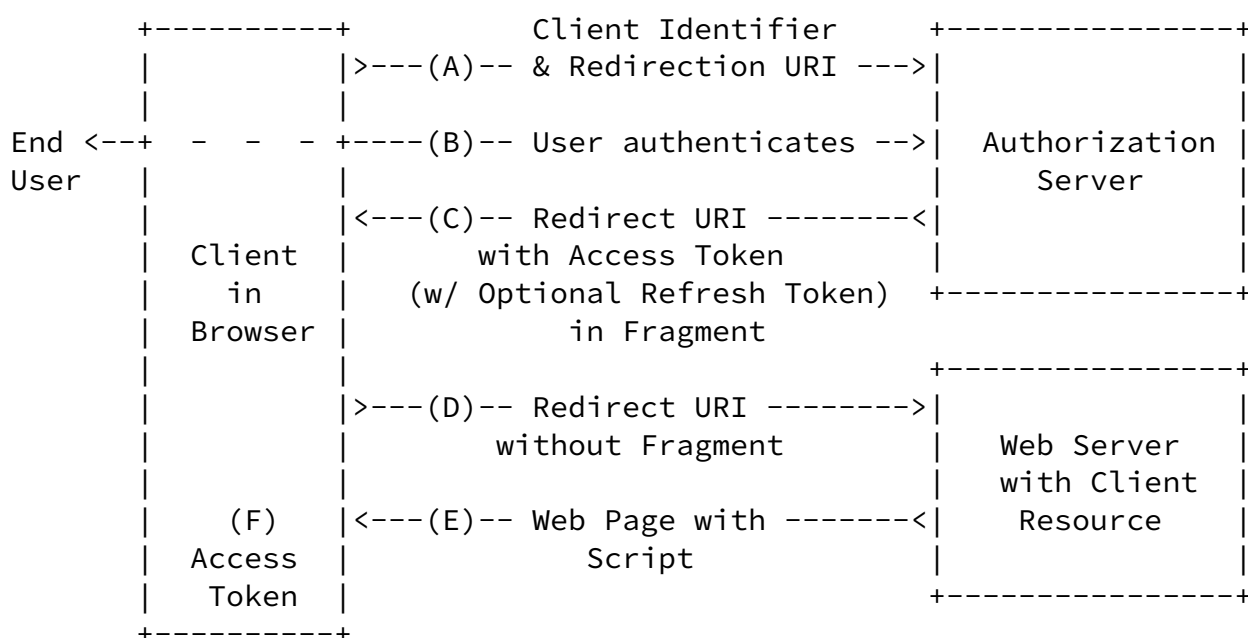 +----------+          Client Identifier     +----------------+
|          |>---(A)-- & Redirection URI --->|                |
|          |                                |                |
End <--+  -   -   - +----(B)-- User authenticates -->|  Authorization |
User   |          |                                |     Server     |
|          |<---(C)-- Redirect URI --------<|                |
|  Client  |       with Access Token        |                |
|    in    |   (w/ Optional Refresh Token)  +----------------+
|  Browser |            in Fragment
|          |                                +----------------+
|          |>---(D)-- Redirect URI -------->|                |
|          |        without Fragment        |   Web Server   |
|          |                                |   with Client  |
|    (F)   |<---(E)-- Web Page with -------<|    Resource    |
|  Access  |             Script             |                |
|   Token  |                                +----------------+
+----------+